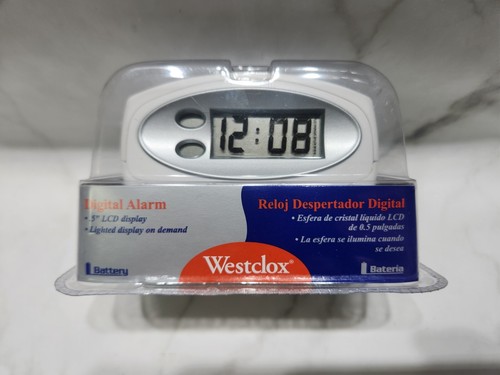 12:08
Digital Alarm
• .5" LCD display
• Lighted display on demand
Battery
Reloj Despertador Digital
• Esfera de cristal líquido LCD
de 0.5 pulgadas
• La esfera se ilumina cuando
se desea
Batería
Westclox®